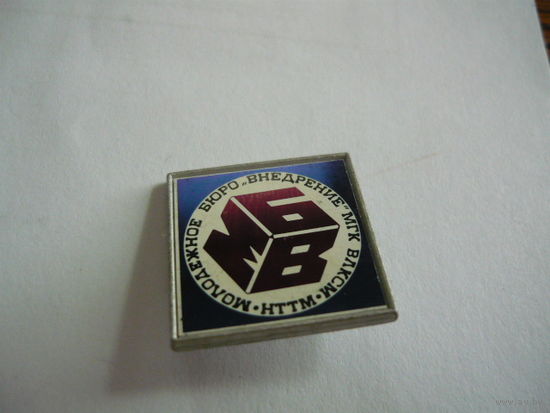 МОЛОДЕЖНОЕ БЮРО „ВНЕДРЕНИЕ" МГК ВЛКСМ
· НТТМ ·
МБВ